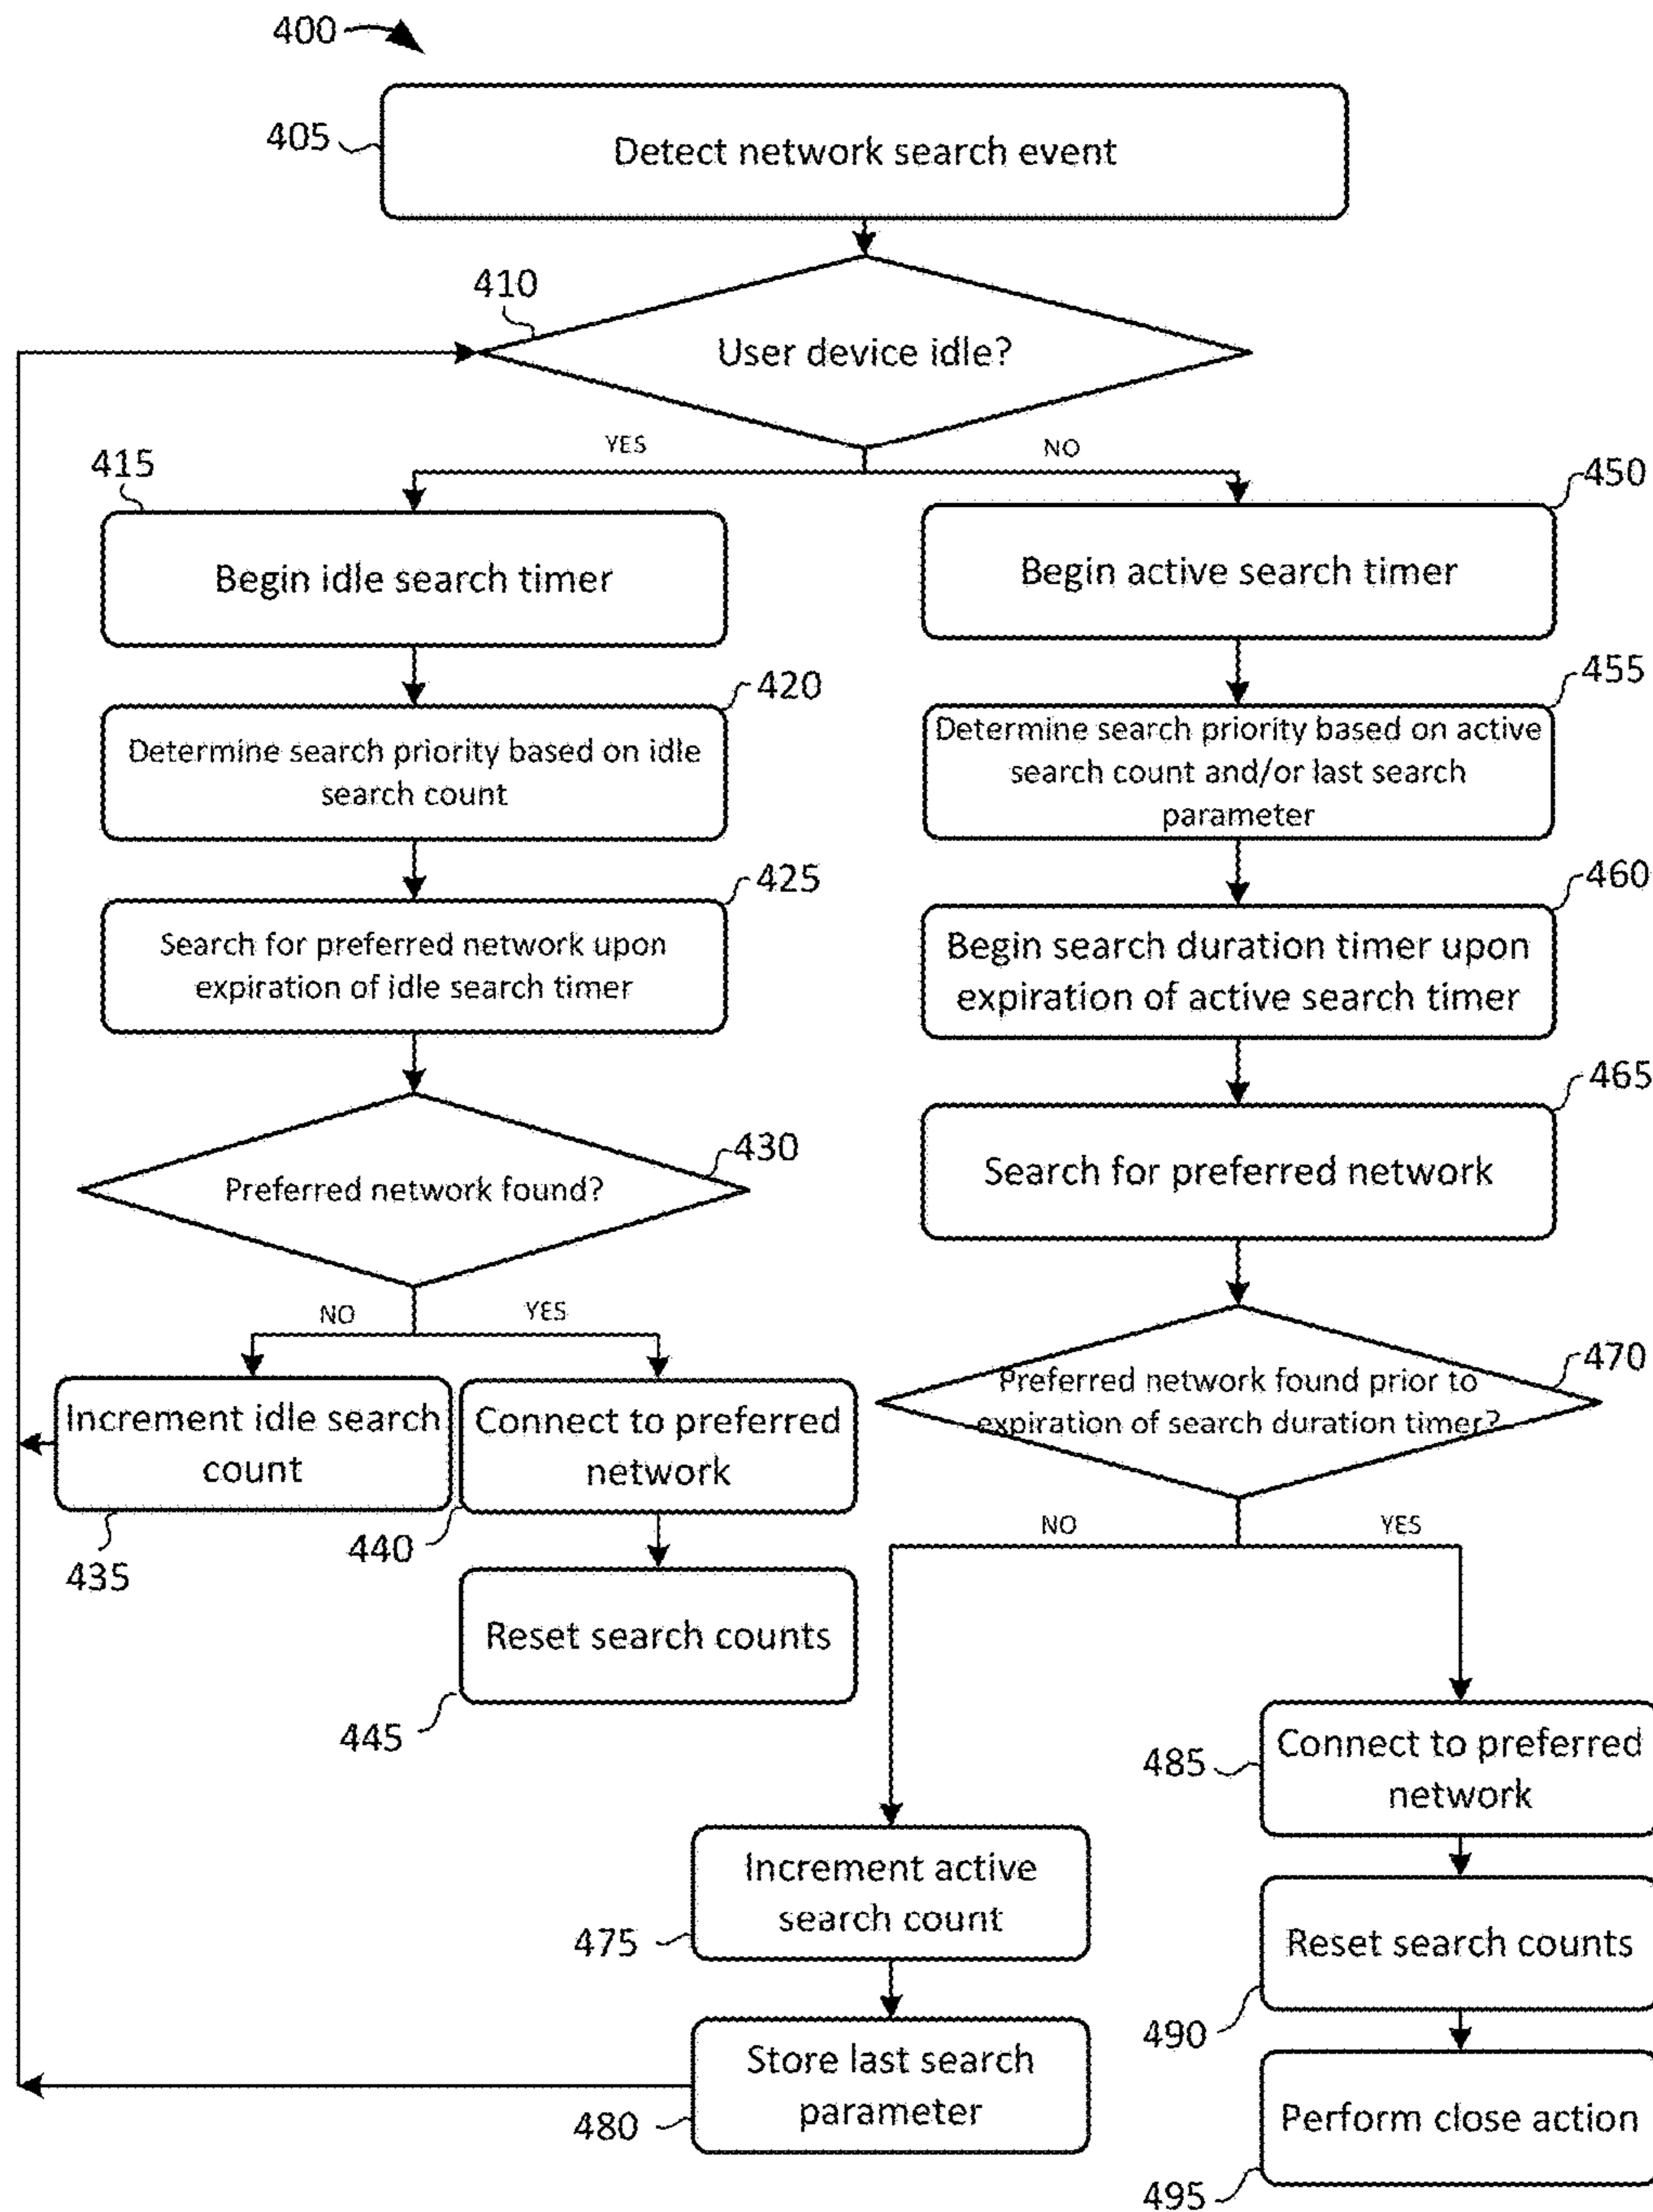 400
405
Detect network search event
410
User device idle?
YES
NO
415
450
Begin idle search timer
Begin active search timer
420
455
Determine search priority based on idle
search count
Determine search priority based on active
search count and/or last search
parameter
425
460
Search for preferred network upon
expiration of idle search timer
Begin search duration timer upon
expiration of active search timer
465
430
Preferred network found?
Search for preferred network
NO
YES
470
Preferred network found prior to
expiration of search duration timer?
Increment idle search
count
Connect to preferred
network
435
440
NO
YES
Reset search counts
445
485
Connect to preferred
network
Increment active
search count
475
Reset search counts
490
Store last search
parameter
480
Perform close action
495